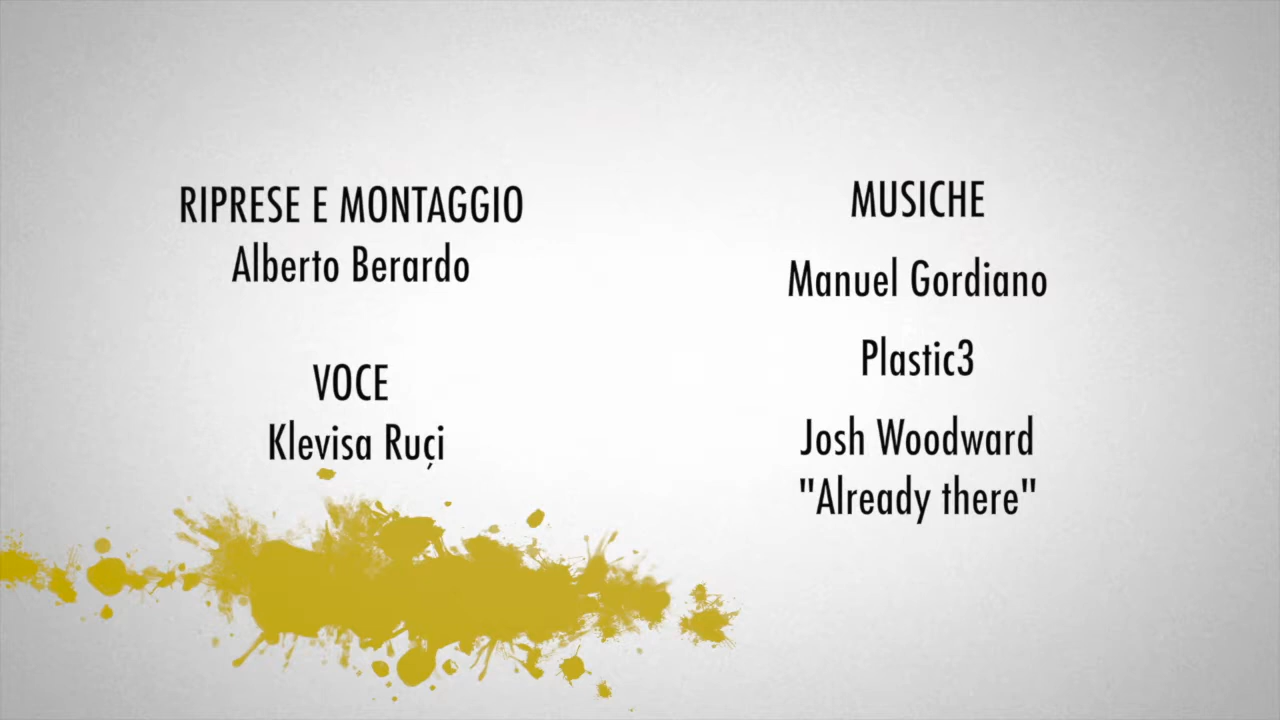 RIPRESE E MONTAGGIO
Alberto Berardo
VOCE
Klevisa Ruçi
MUSICHE
Manuel Gordiano
Plastic3
Josh Woodward
"Already there"